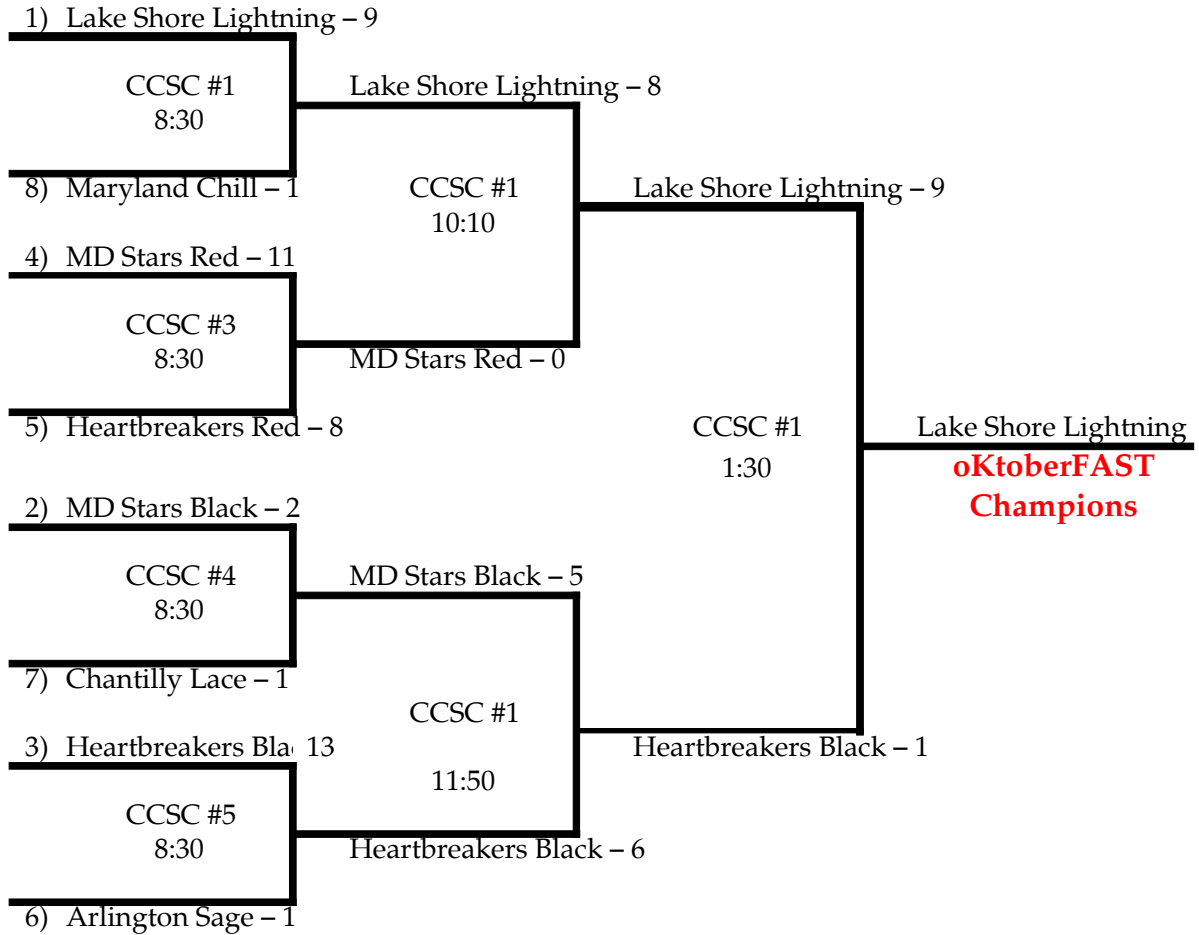 1) Lake Shore Lightning – 9
CCSC #1
8:30
8) Maryland Chill – 1
4) MD Stars Red – 11
CCSC #3
8:30
5) Heartbreakers Red – 8
2) MD Stars Black – 2
CCSC #4
8:30
7) Chantilly Lace – 1
3) Heartbreakers Bla 13
CCSC #5
8:30
6) Arlington Sage – 1
Lake Shore Lightning – 8
CCSC #1
10:10
MD Stars Red – 0
MD Stars Black – 5
CCSC #1
11:50
Heartbreakers Black – 6
Lake Shore Lightning – 9
CCSC #1
1:30
Heartbreakers Black – 1
Lake Shore Lightning
oKtoberFAST
Champions